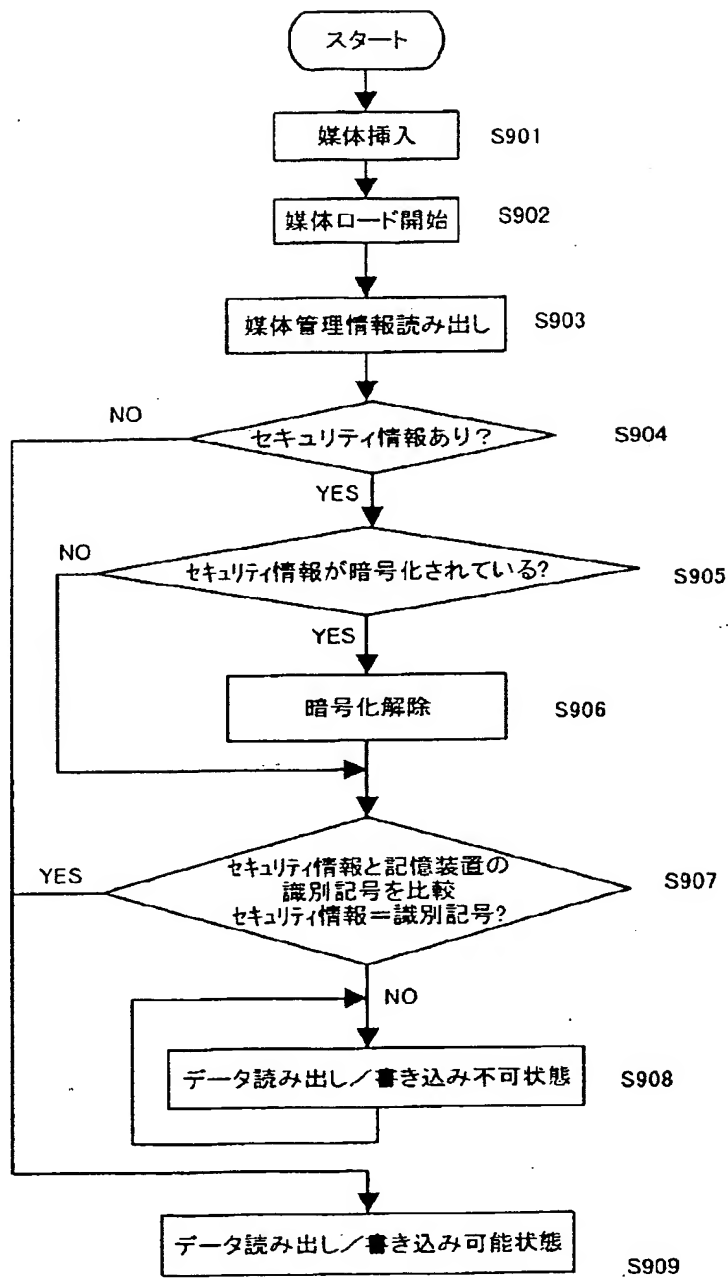 スタート
媒体挿入
S901
媒体ロード開始
S902
媒体管理情報読み出し
S903
NO
セキュリティ情報あり?
S904
YES
NO
セキュリティ情報が暗号化されている?
S905
YES
暗号化解除
S906
YES
セキュリティ情報と記憶装置の
識別記号を比較
セキュリティ情報=識別記号?
S907
NO
データ読み出し/書き込み不可状態
S908
データ読み出し/書き込み可能状態
S909